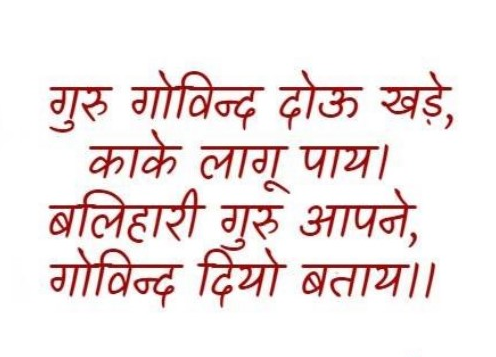 गुरु गोविन्द दोऊ खड़े,
काके लागू पाय।
बलिहारी गुरु आपने,
गोविन्द दियो बताय।।